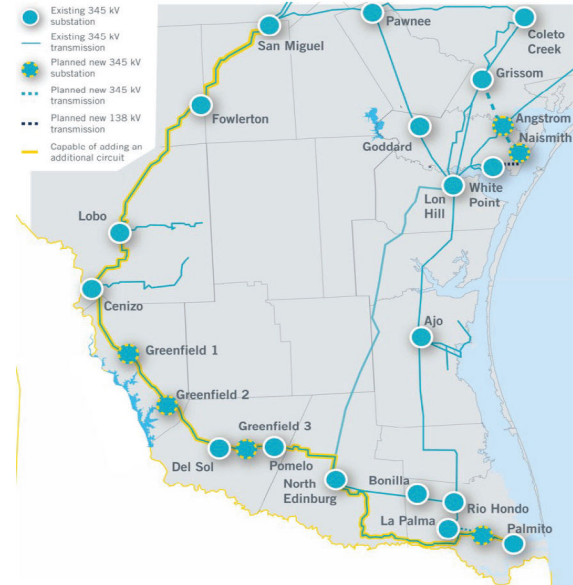 Existing 345 kV
substation
Existing 345 kV
transmission
Planned new 345 kV
substation
Planned new 345 kV
transmission
Planned new 138 kV
transmission
Capable of adding an
additional circuit
San Miguel
Pawnee
Coleto
Creek
Grissom
Fowlerton
Angstrom
Naismith
Goddard
White
Point
Lon
Hill
Lobo
Cenizo
Ajo
Greenfield 1
Greenfield 2
Greenfield 3
Del Sol
Pomelo
North
Edinburg
Bonilla
Rio Hondo
La Palma
Palmito